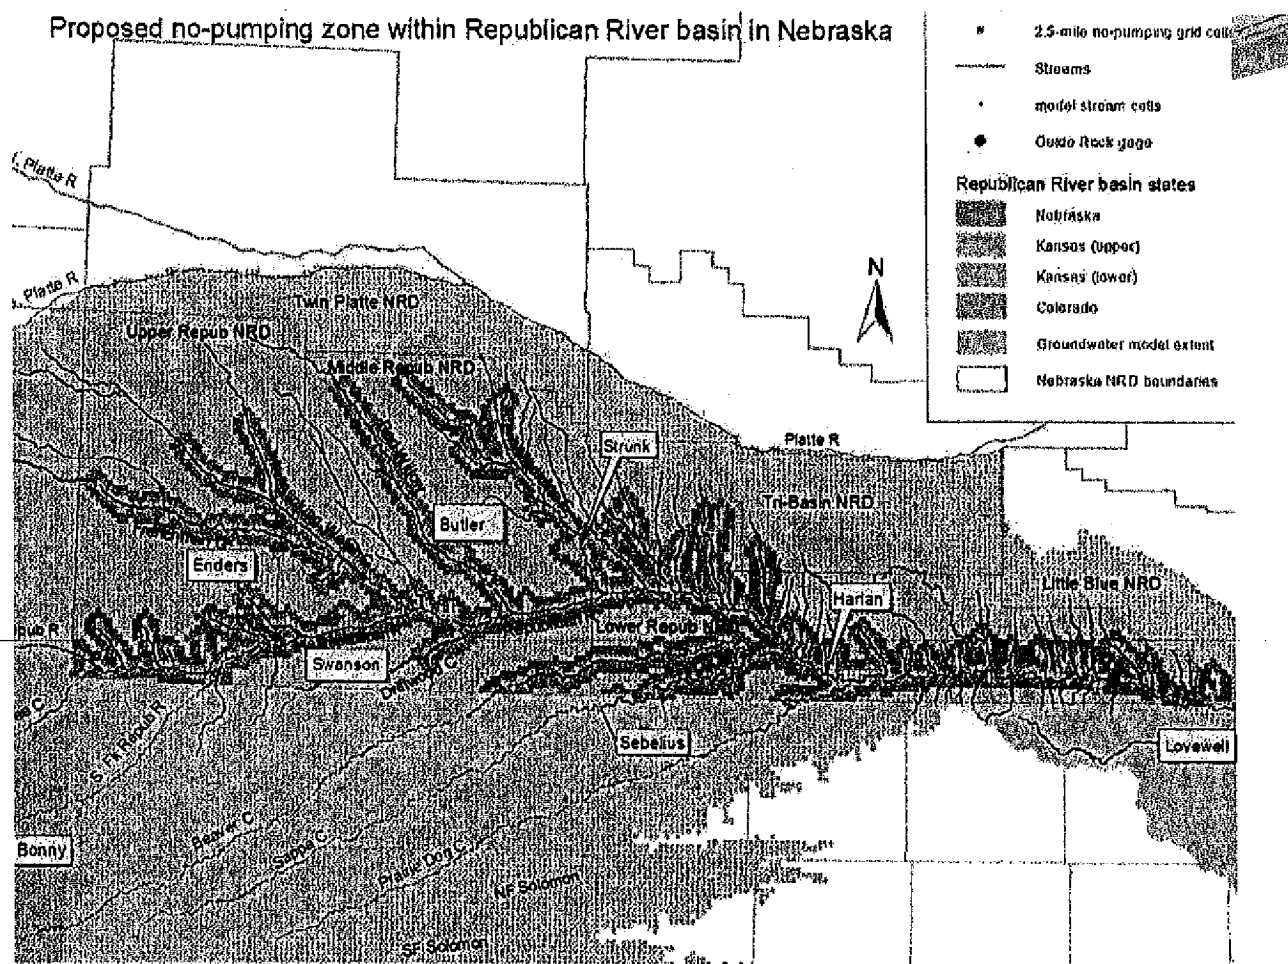 Proposed no-pumping zone within Republican River basin in Nebraska
2.5-mile no-pumping grid cells
Streams
model stream cells
Guide Rock gage
Republican River basin states
Nebraska
Kansas (upper)
Kansas (lower)
Colorado
Groundwater model extent
Nebraska NRD boundaries
N
Platte R
Platte R
Twin Platte NRD
Upper Repub NRD
Middle Repub NRD
Platte R
Strunk
Tri-Basin NRD
Butler
Enders
Little Blue NRD
Harlan
Lower Repub
Swanson
Driftwood C
Sebelius
Lovewell
S. Fk Repub R
Beaver C
Sappa C
Prairie Dog C
Bonny
NF Solomon
SF Solomon